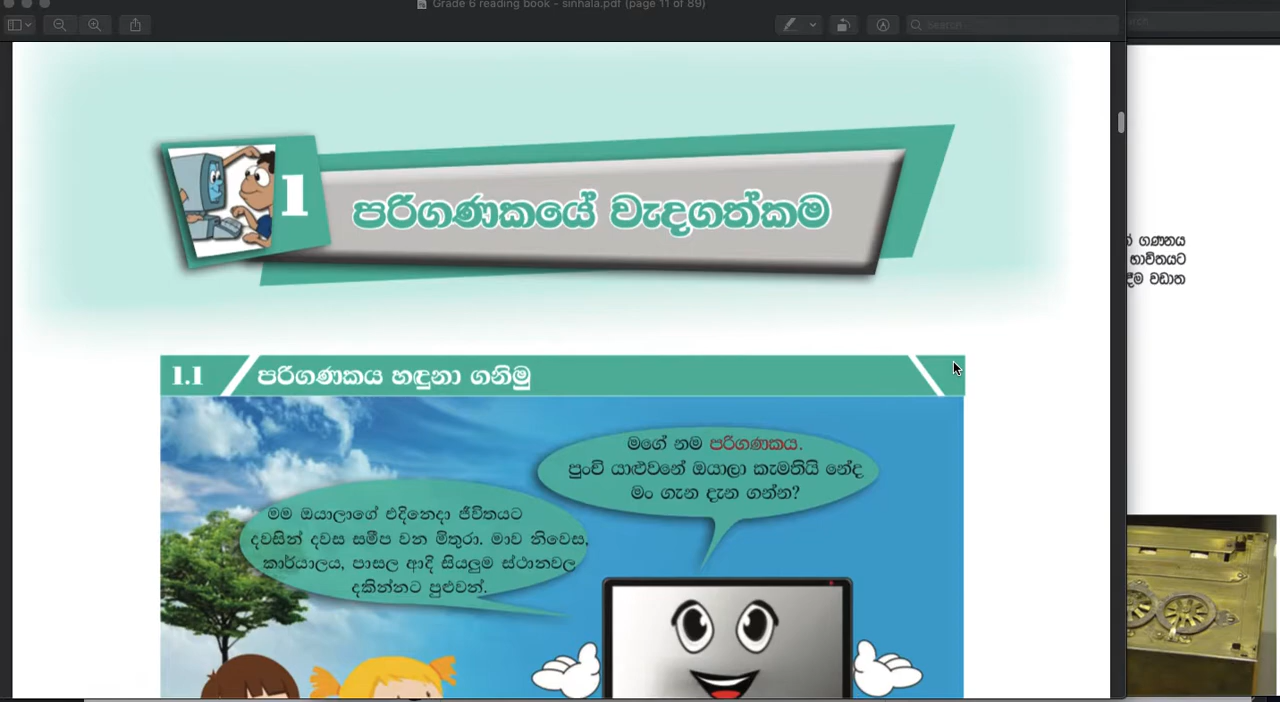 Grade 6 reading book - sinhala.pdf (page 11 of 89)
Search
1
පරිගණකයේ වැදගත්කම
1.1
පරිගණකය හඳුනා ගනිමු
මගේ නම පරිගණකය.
පුංචි යාළුවනේ ඔයාලා කැමතියි නේද
මං ගැන දැන ගන්න?
මම ඔයාලාගේ එදිනෙදා ජීවිතයට
දවසින් දවස සමීප වන මිතුරා. මාව නිවෙස,
කාර්යාලය, පාසල ආදි සියලුම ස්ථානවල
දකින්නට පුළුවන්.
ගණනය
භාවිතයට
වඩාත